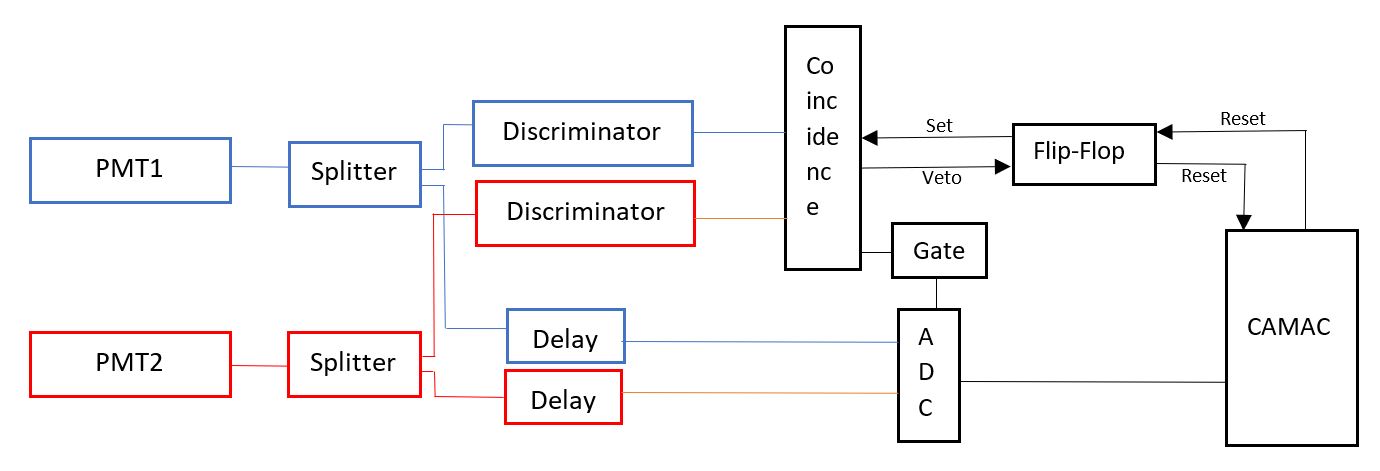 PMT1
Splitter
Discriminator
Discriminator
Co
inc
ide
nc
e
Set
Veto
Flip-Flop
Reset
Reset
Gate
PMT2
Splitter
Delay
Delay
A
D
C
CAMAC